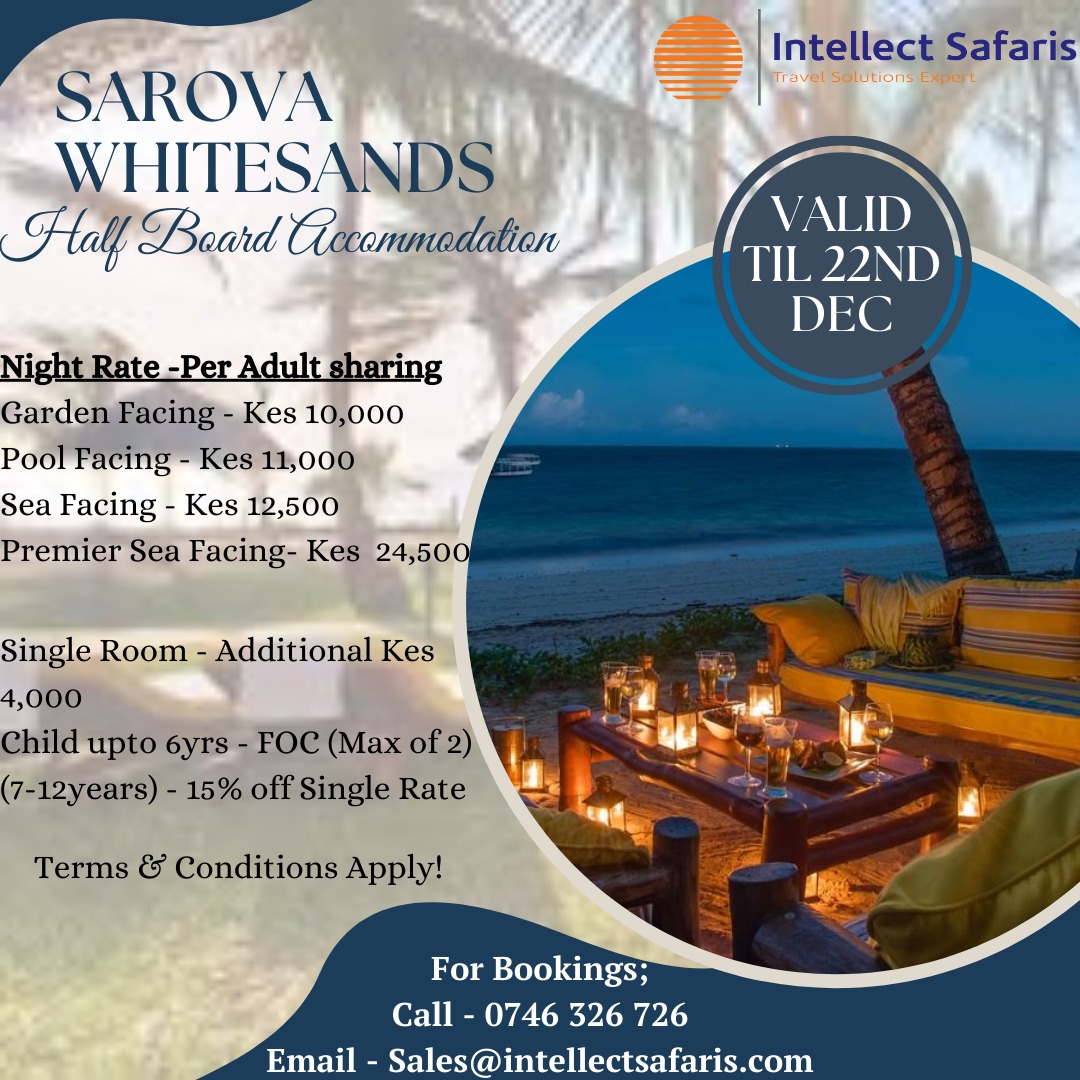 Intellect Safaris
Travel Solutions Expert
SAROVA
WHITESANDS
Half Board Accommodation
VALID
TIL 22ND
DEC
Night Rate -Per Adult sharing
Garden Facing - Kes 10,000
Pool Facing - Kes 11,000
Sea Facing - Kes 12,500
Premier Sea Facing- Kes  24,500
Single Room - Additional Kes
4,000
Child upto 6yrs - FOC (Max of 2)
(7-12years) - 15% off Single Rate
Terms & Conditions Apply!
For Bookings;
Call - 0746 326 726
Email - Sales@intellectsafaris.com